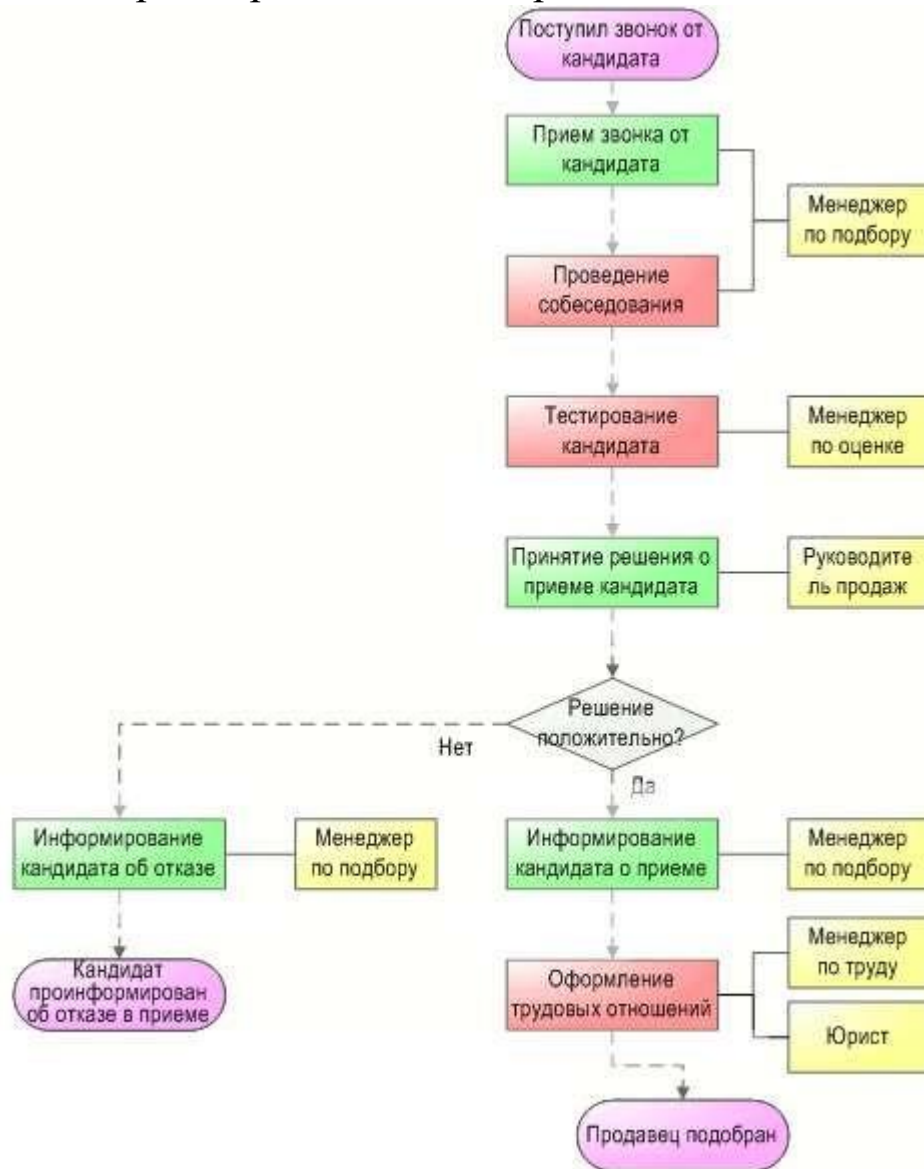 Поступил звонок от
кандидата
Прием звонка от
кандидата
Менеджер
по подбору
Проведение
собеседования
Тестирование
кандидата
Менеджер
по оценке
Принятие решения о
приеме кандидата
Руководите
ль продаж
Решение
положительно?
Нет
Да
Информирование
кандидата об отказе
Менеджер
по подбору
Информирование
кандидата о приеме
Менеджер
по подбору
Кандидат
проинформирован
об отказе в приеме
Оформление
трудовых отношений
Менеджер
по труду
Юрист
Продавец подобран